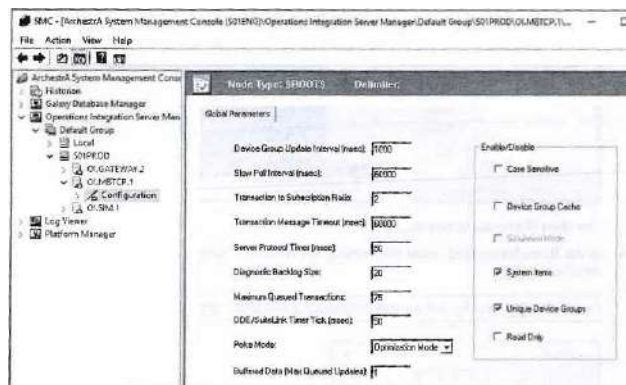 SMC - [ArchestrA System Management Console (S01ENG)\Operations Integration Server Manager\Default Group\S01PROD\OI.MBTCP.1\...
File Action View Help
ArchestrA System Management Conso
Historian
Galaxy Database Manager
Operations Integration Server Man
Default Group
Local
S01PROD
OI.GATEWAY.2
OI.MBTCP.1
Configuration
OI.SIM.1
Log Viewer
Platform Manager
Node Type: $ROOT$ Delimiter:
Global Parameters
Device Group Update Interval (msec): 1000
Slow Poll Interval (msec): 60000
Transaction to Subscription Ratio: 2
Transaction Message Timeout (msec): 60000
Server Protocol Timer (msec): 50
Diagnostic Backlog Size: 20
Maximum Queued Transactions: 25
DDE/SuiteLink Timer Tick (msec): 50
Poke Mode: Optimization Mode
Buffered Data (Max Queued Updates): 1
Enable/Disable
Case Sensitive
Device Group Cache
Simulation Mode
System Items
Unique Device Groups
Read Only